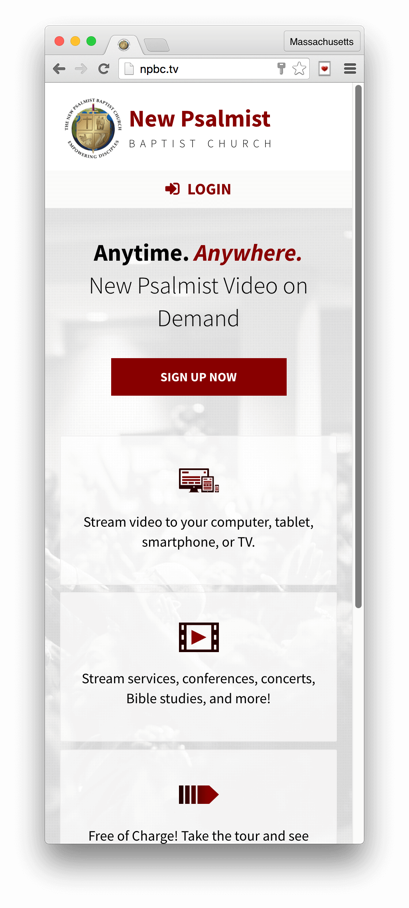 Massachusetts
npbc.tv
THE NEW PSALMIST BAPTIST CHURCH
EMPOWERING DISCIPLES
New Psalmist
BAPTIST CHURCH
LOGIN
Anytime. Anywhere.
New Psalmist Video on
Demand
SIGN UP NOW
Stream video to your computer, tablet,
smartphone, or TV.
Stream services, conferences, concerts,
Bible studies, and more!
Free of Charge! Take the tour and see